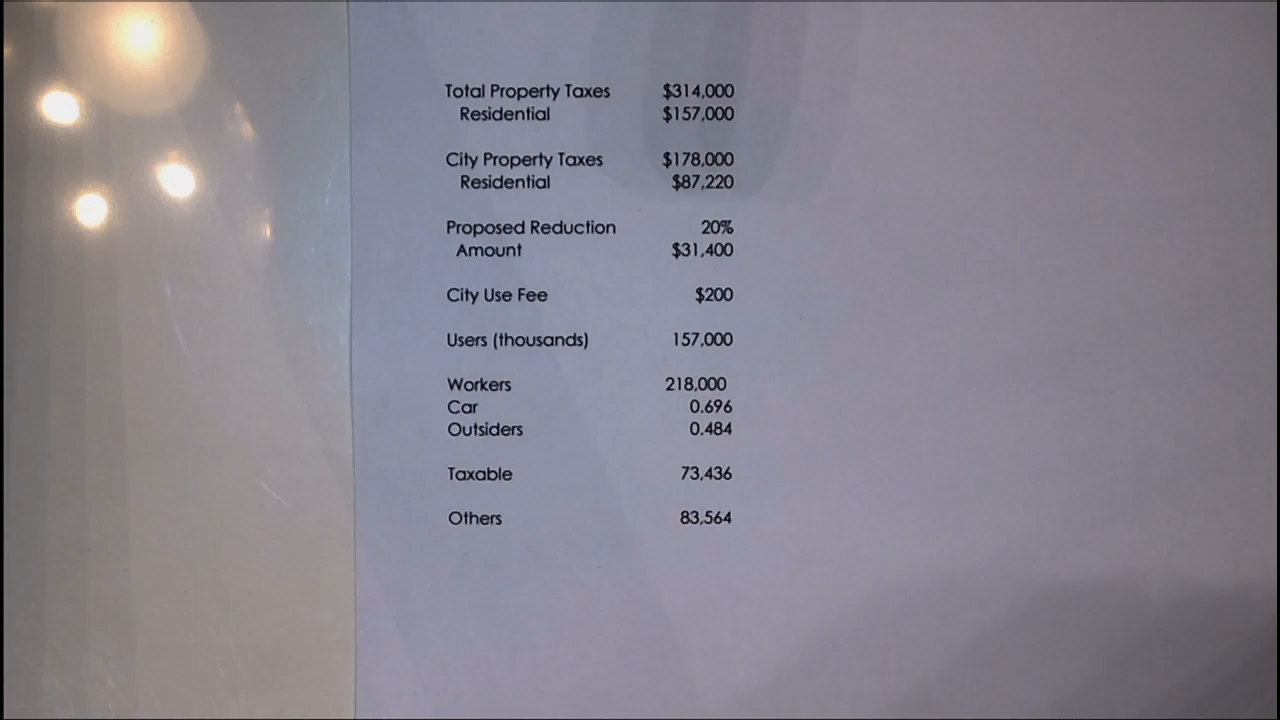 Total Property Taxes $314,000
Residential $157,000
City Property Taxes $178,000
Residential $87,220
Proposed Reduction 20%
Amount $31,400
City Use Fee $200
Users (thousands) 157,000
Workers 218,000
Car 0.696
Outsiders 0.484
Taxable 73,436
Others 83,564